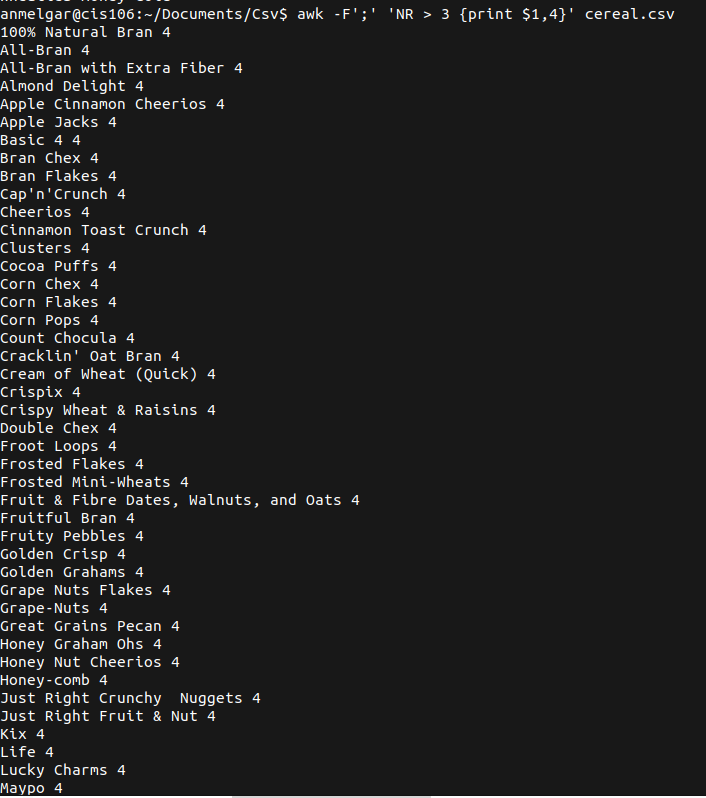 anmelgar@cis106:~/Documents/Csv$ awk -F';' 'NR > 3 {print $1,4}' cereal.csv
100% Natural Bran 4
All-Bran 4
All-Bran with Extra Fiber 4
Almond Delight 4
Apple Cinnamon Cheerios 4
Apple Jacks 4
Basic 4 4
Bran Chex 4
Bran Flakes 4
Cap'n'Crunch 4
Cheerios 4
Cinnamon Toast Crunch 4
Clusters 4
Cocoa Puffs 4
Corn Chex 4
Corn Flakes 4
Corn Pops 4
Count Chocula 4
Cracklin' Oat Bran 4
Cream of Wheat (Quick) 4
Crispix 4
Crispy Wheat & Raisins 4
Double Chex 4
Froot Loops 4
Frosted Flakes 4
Frosted Mini-Wheats 4
Fruit & Fibre Dates, Walnuts, and Oats 4
Fruitful Bran 4
Fruity Pebbles 4
Golden Crisp 4
Golden Grahams 4
Grape Nuts Flakes 4
Grape-Nuts 4
Great Grains Pecan 4
Honey Graham Ohs 4
Honey Nut Cheerios 4
Honey-comb 4
Just Right Crunchy  Nuggets 4
Just Right Fruit & Nut 4
Kix 4
Life 4
Lucky Charms 4
Maypo 4